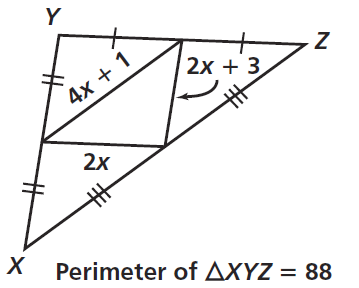 Y
Z
4x + 1
2x + 3
2x
X
Perimeter of △XYZ = 88